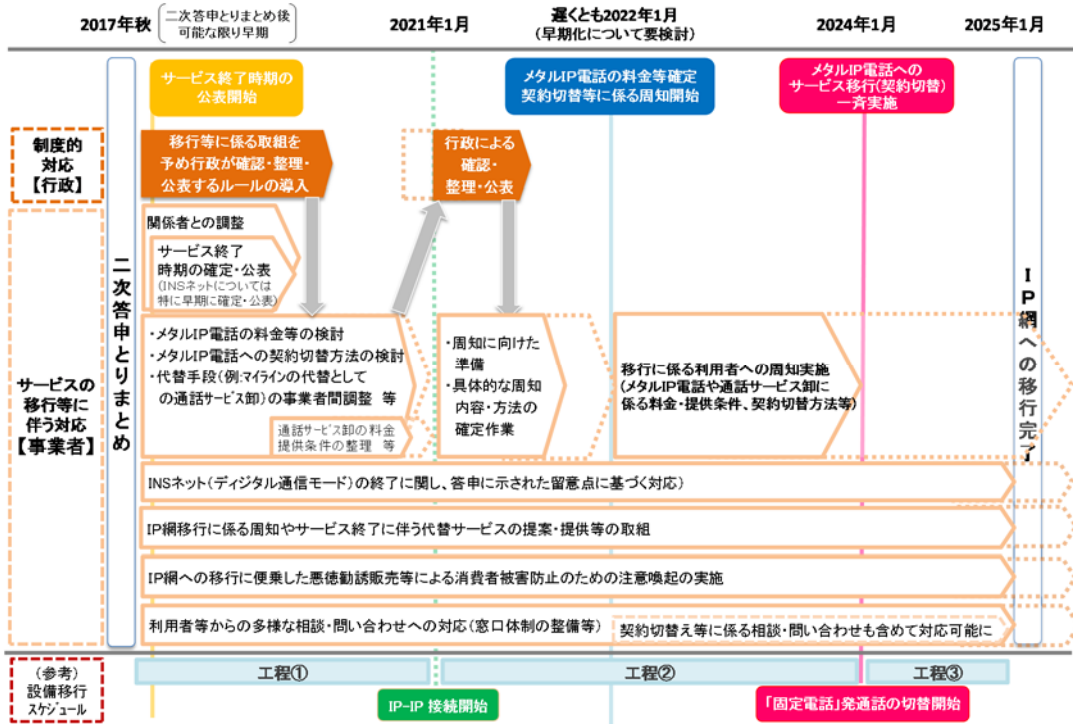 2017年秋
二次答申とりまとめ後
可能な限り早期
2021年1月
遅くとも2022年1月
(早期化について要検討)
2024年1月
2025年1月
サービス終了時期の
公表開始
メタルIP電話の料金等確定
契約切替等に係る周知開始
メタルIP電話への
サービス移行(契約切替)
一斉実施
制度的
対応
【行政】
移行等に係る取組を
予め行政が確認・整理・
公表するルールの導入
行政による
確認・
整理・公表
サービスの
移行等に
伴う対応
【事業者】
二次答申とりまとめ
関係者との調整
サービス終了
時期の確定・公表
(INSネットについては
特に早期に確定・公表)
・メタルIP電話の料金等の検討
・メタルIP電話への契約切替方法の検討
・代替手段(例:マイラインの代替として
の通話サービス卸)の事業者間調整 等
通話サービス卸の料金
提供条件の整理 等
・周知に向けた
準備
・具体的な周知
内容・方法の
確定作業
移行に係る利用者への周知実施
(メタルIP電話や通話サービス卸に
係る料金・提供条件、契約切替方法等)
IP網への移行完了
INSネット(ディジタル通信モード)の終了に関し、答申に示された留意点に基づく対応)
IP網移行に係る周知やサービス終了に伴う代替サービスの提案・提供等の取組
IP網への移行に便乗した悪徳勧誘販売等による消費者被害防止のための注意喚起の実施
利用者等からの多様な相談・問い合わせへの対応(窓口体制の整備等)
契約切替え等に係る相談・問い合わせも含めて対応可能に
(参考)
設備移行
スケジュール
工程①
工程②
工程③
IP-IP 接続開始
「固定電話」発通話の切替開始